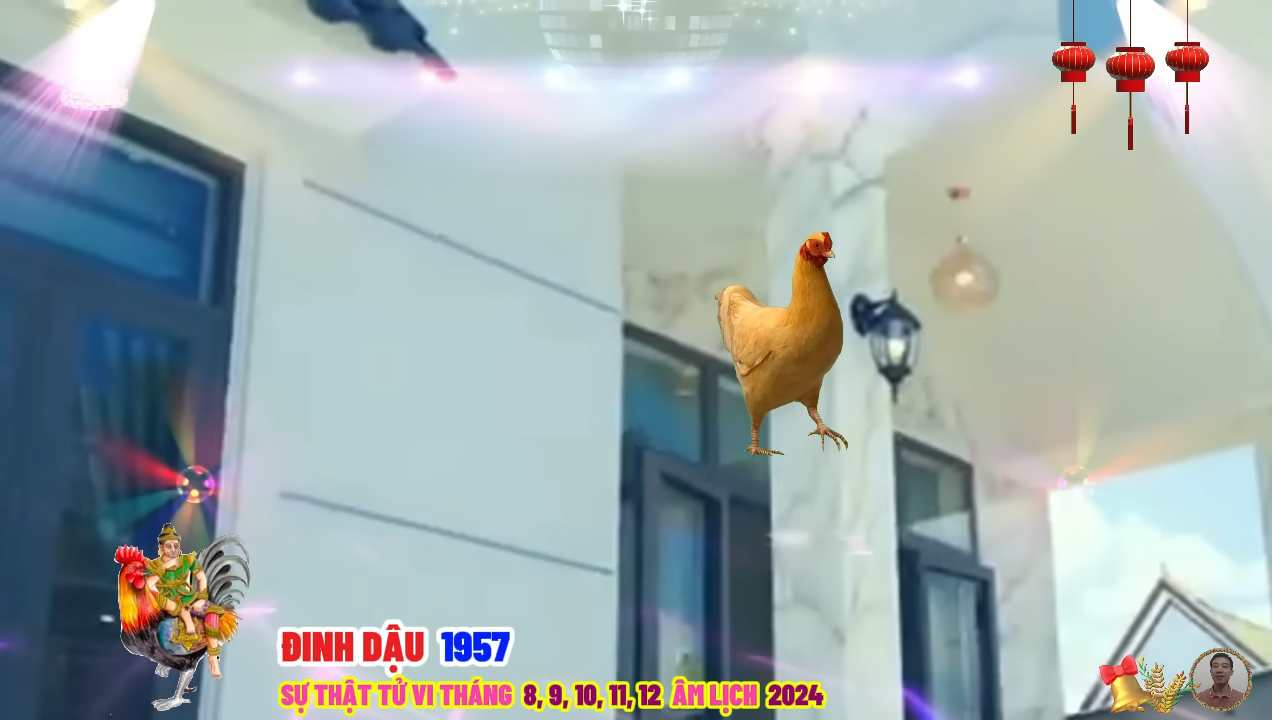 ĐINH DẬU 1957
SỰ THẬT TỬ VI THÁNG 8, 9, 10, 11, 12 ÂM LỊCH 2024